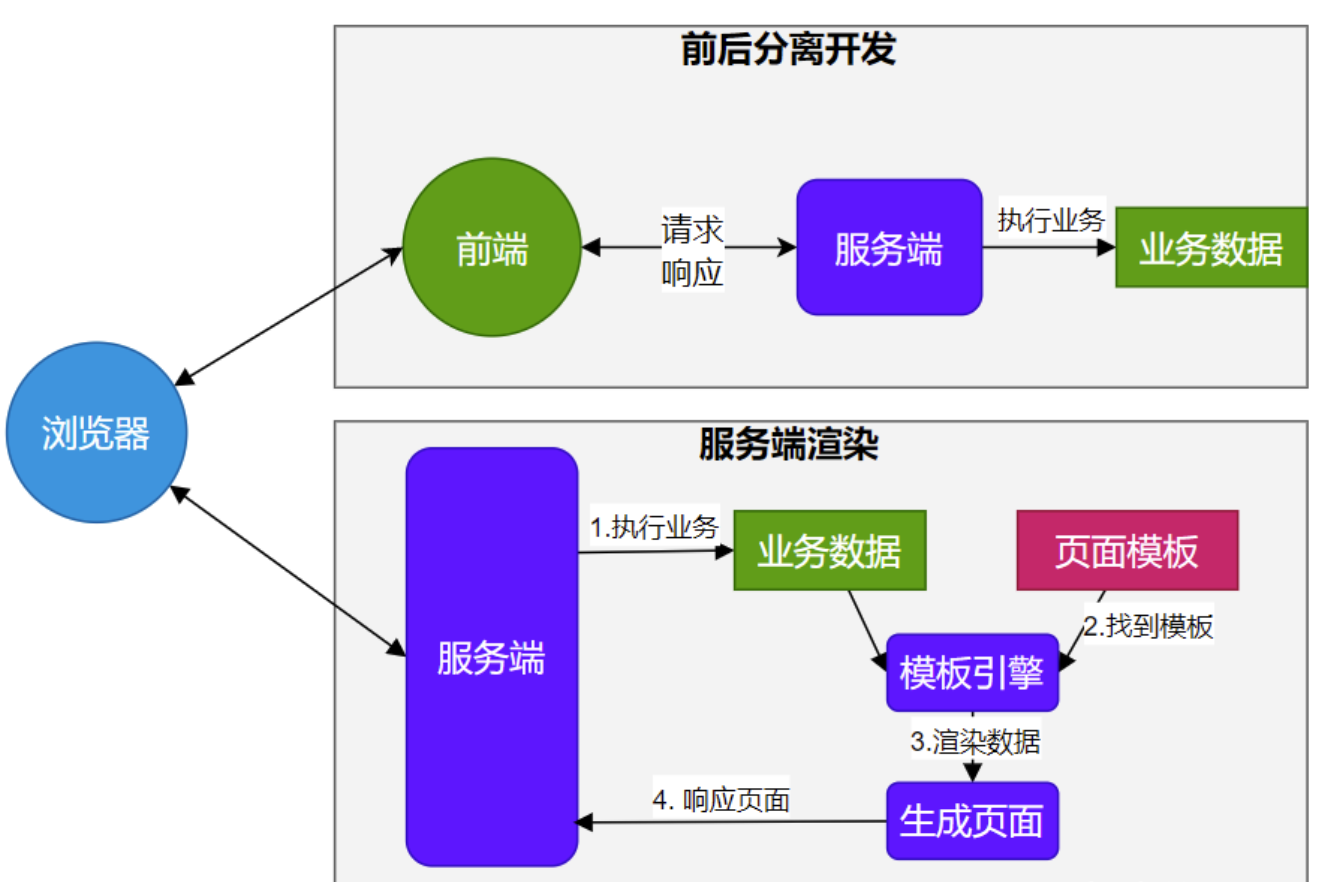 前后分离开发
前端
请求
响应
服务端
执行业务
业务数据
浏览器
服务端渲染
服务端
1.执行业务
业务数据
页面模板
2.找到模板
模板引擎
3.渲染数据
4. 响应页面
生成页面